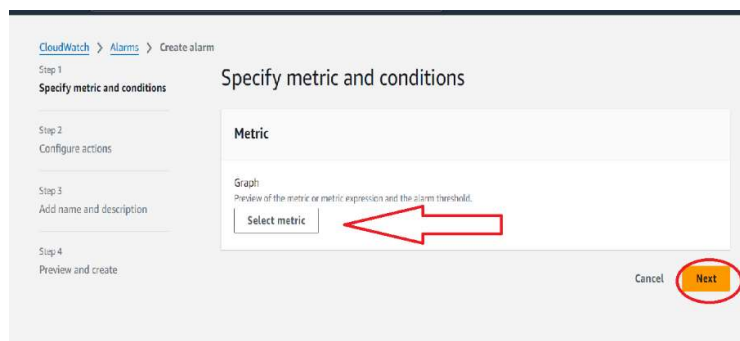 CloudWatch > Alarms > Create alarm
Step 1
Specify metric and conditions
Step 2
Configure actions
Step 3
Add name and description
Step 4
Preview and create
Specify metric and conditions
Metric
Graph
Preview of the metric or metric expression and the alarm threshold.
Select metric
Cancel
Next